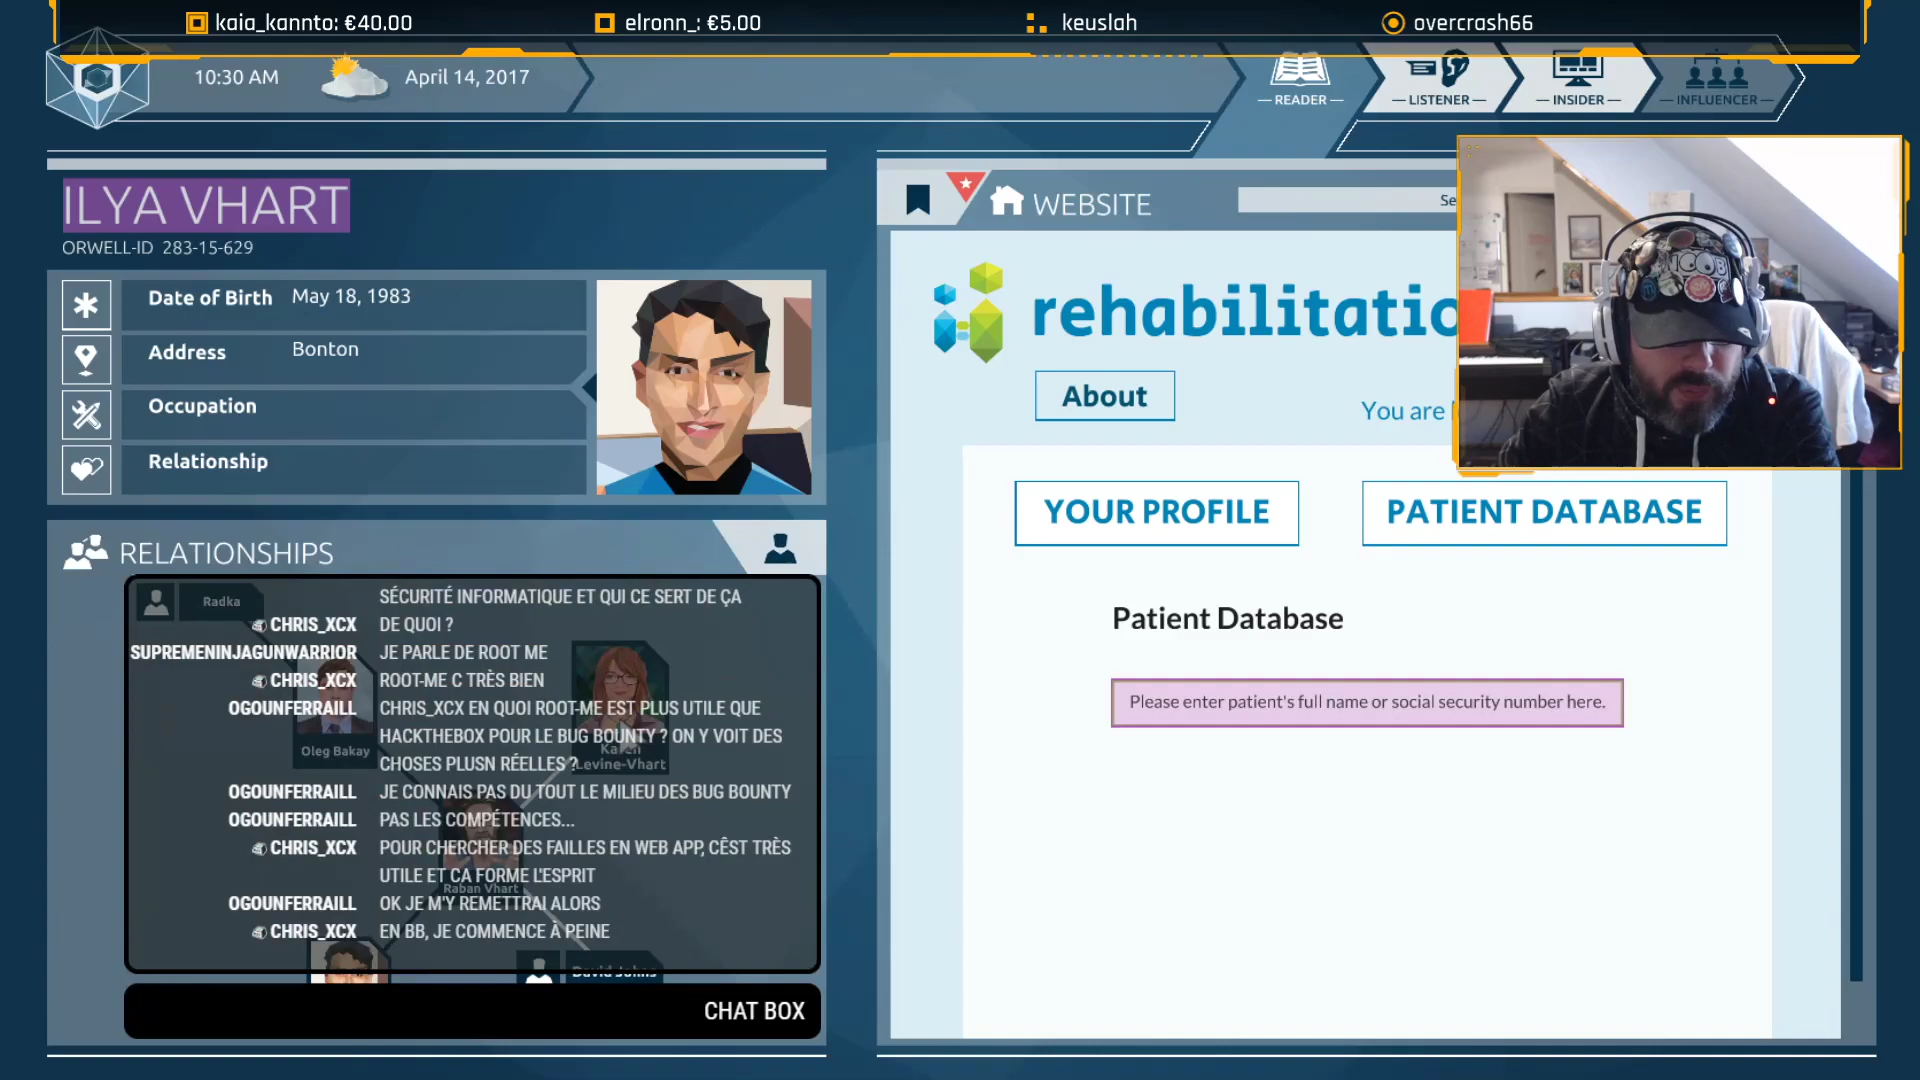 kaia_kannto: €40.00
elronn_: €5.00
keuslah
overcrash66
10:30 AM
April 14, 2017
READER
LISTENER
INSIDER
INFLUENCER
ILYA VHART
ORWELL-ID 283-15-629
Date of Birth May 18, 1983
Address Bonton
Occupation
Relationship
RELATIONSHIPS
Radka
Oleg Bakay
Levine-Vhart
Raban Vhart
David Johns
SÉCURITÉ INFORMATIQUE ET QUI CE SERT DE ÇA
CHRIS_XCX DE QUOI ?
SUPREMENINJAGUNWARRIOR JE PARLE DE ROOT ME
CHRIS_XCX ROOT-ME C TRÈS BIEN
OGOUNFERRAILL CHRIS_XCX EN QUOI ROOT-ME EST PLUS UTILE QUE
HACKTHEBOX POUR LE BUG BOUNTY ? ON Y VOIT DES
CHOSES PLUSN RÉELLES ?
OGOUNFERRAILL JE CONNAIS PAS DU TOUT LE MILIEU DES BUG BOUNTY
OGOUNFERRAILL PAS LES COMPÉTENCES...
CHRIS_XCX POUR CHERCHER DES FAILLES EN WEB APP, CÊST TRÈS
UTILE ET CA FORME L'ESPRIT
OGOUNFERRAILL OK JE M'Y REMETTRAI ALORS
CHRIS_XCX EN BB, JE COMMENCE À PEINE
CHAT BOX
WEBSITE
Se
rehabilitatio
About
You are
YOUR PROFILE
PATIENT DATABASE
Patient Database
Please enter patient's full name or social security number here.
NOOB